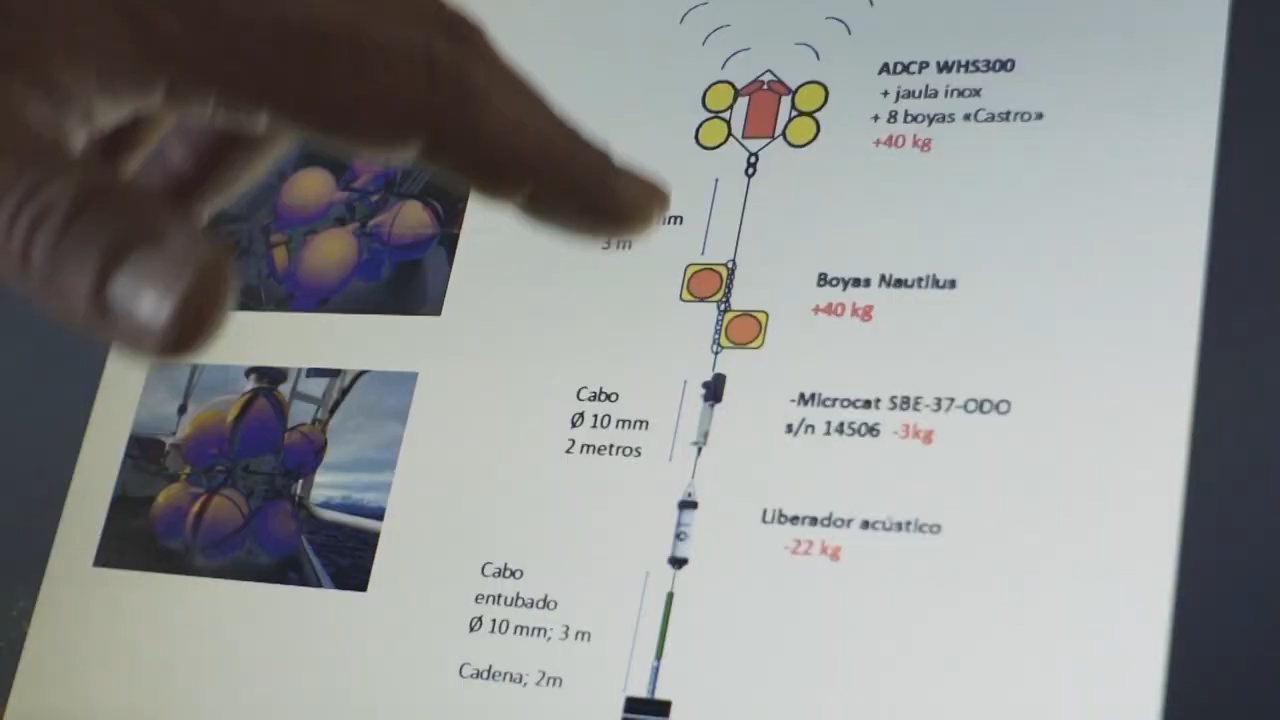 ADCP WHS300
+ jaula inox
+ 8 boyas «Castro»
+40 kg
3 m
Boyas Nautilus
+40 kg
Cabo
Ø 10 mm
2 metros
-Microcat SBE-37-ODO
s/n 14506 -3kg
Liberador acústico
-22 kg
Cabo
entubado
Ø 10 mm; 3 m
Cadena; 2m